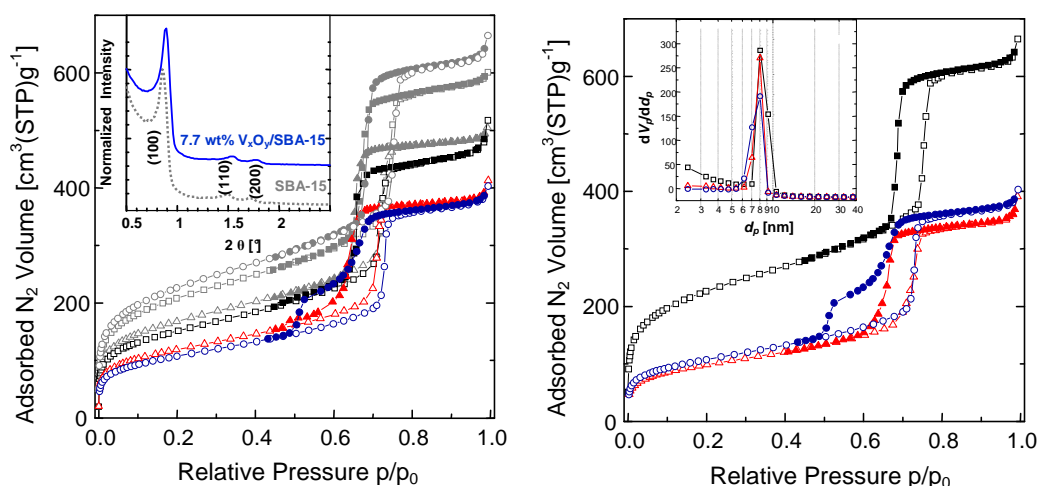 Adsorbed N2 Volume [cm3(STP)g-1]
600
400
200
0
0.0 0.2 0.4 0.6 0.8 1.0
Relative Pressure p/p0
Normalized Intensity
(100)
7.7 wt% VxOy/SBA-15
(110)
(200)
SBA-15
0.5 1 1.5 2
2 θ [°]
Adsorbed N2 Volume [cm3(STP)g-1]
600
400
200
0
0.0 0.2 0.4 0.6 0.8 1.0
Relative Pressure p/p0
dVp/ddp
300
250
200
150
100
50
0
2 3 4 5 6 7 8 9 10 20 30 40
dp [nm]